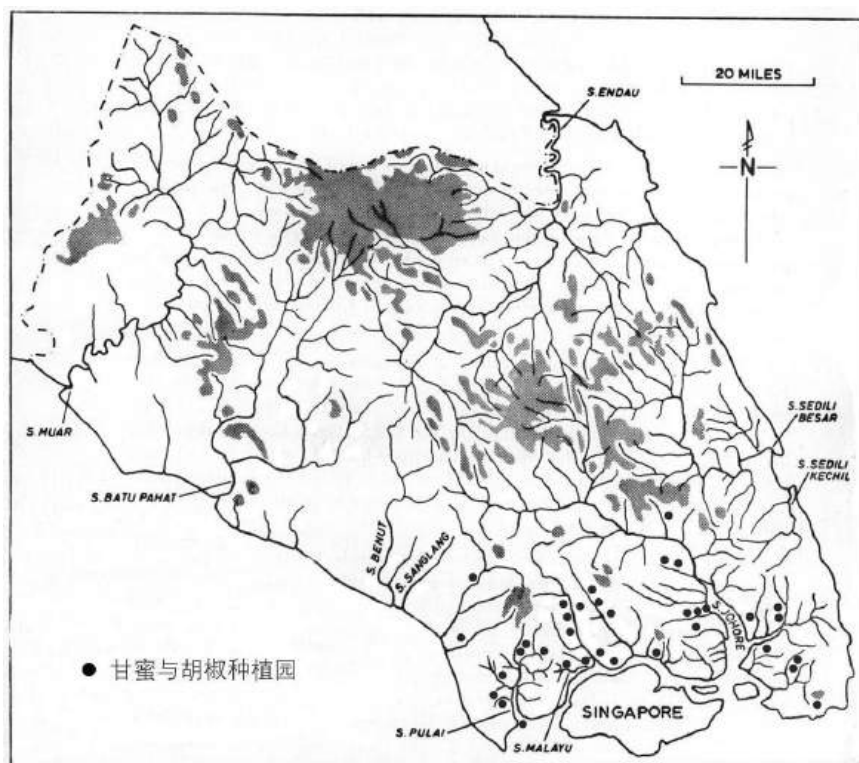 20 MILES
S.ENDAU
N
S. MUAR
S. SEDILI
BESAR
S. SEDILI
KECHIL
S. BATU PAHAT
S. BENUT
S. SANGLANG
S. JOHORE
● 甘蜜与胡椒种植园
SINGAPORE
S. PULAI
S. MALAYU